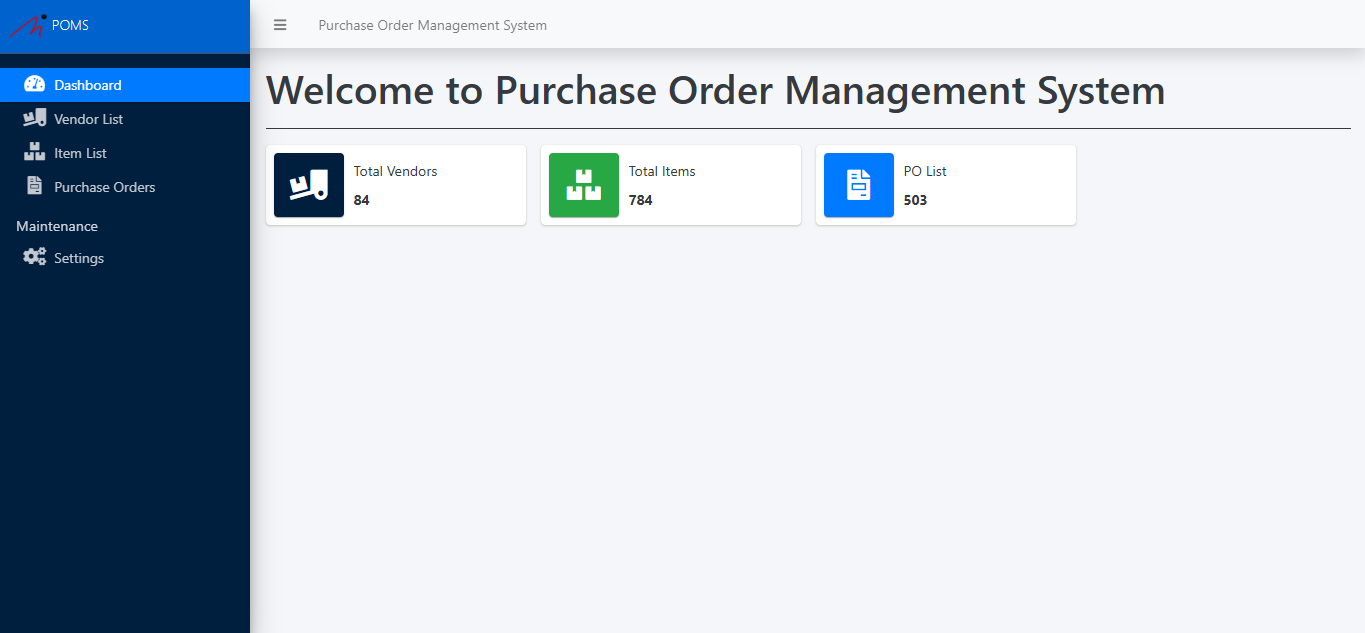 POMS
Purchase Order Management System
Dashboard
Vendor List
Item List
Purchase Orders
Maintenance
Settings
Welcome to Purchase Order Management System
Total Vendors
84
Total Items
784
PO List
503